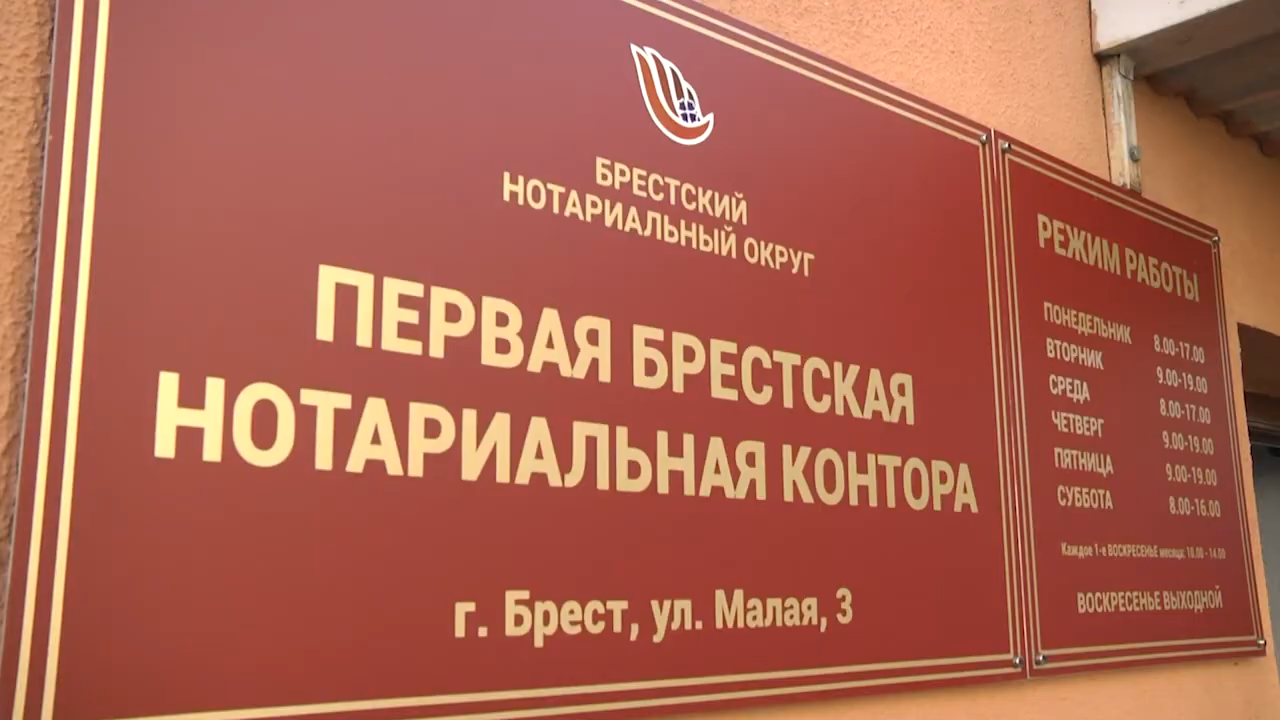 БРЕСТСКИЙ
НОТАРИАЛЬНЫЙ ОКРУГ
ПЕРВАЯ БРЕСТСКАЯ
НОТАРИАЛЬНАЯ КОНТОРА
г. Брест, ул. Малая, 3
РЕЖИМ РАБОТЫ
ПОНЕДЕЛЬНИК 8.00-17.00
ВТОРНИК 9.00-19.00
СРЕДА 8.00-17.00
ЧЕТВЕРГ 9.00-19.00
ПЯТНИЦА 9.00-19.00
СУББОТА 8.00-16.00
Каждое 1-е ВОСКРЕСЕНЬЕ месяца: 10.00 - 14.00
ВОСКРЕСЕНЬЕ ВЫХОДНОЙ